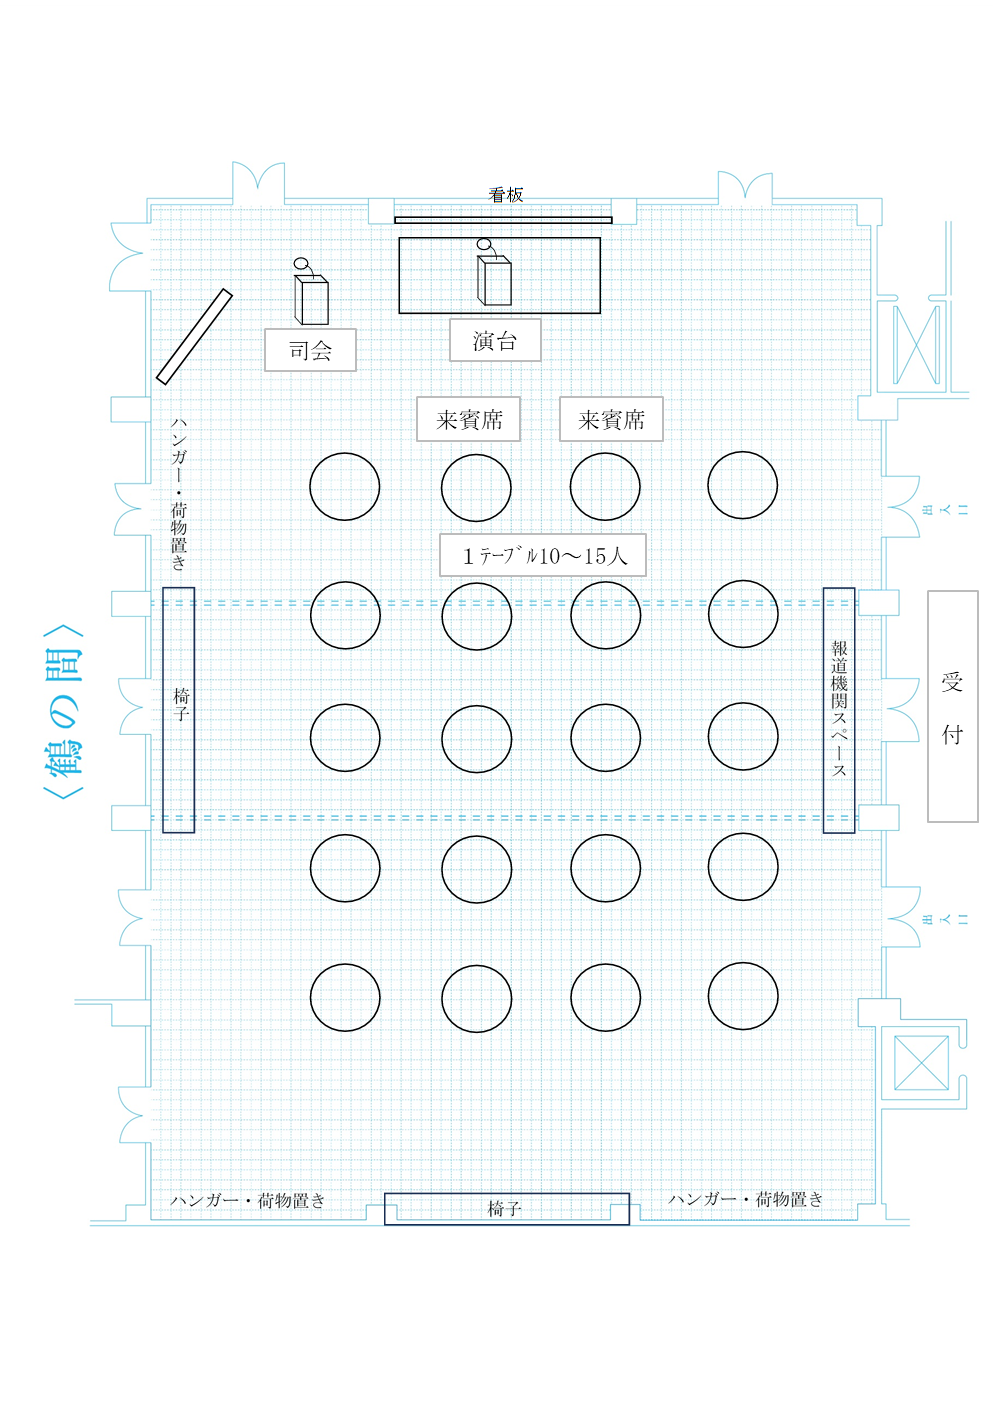 看板
司会
演台
来賓席
来賓席
ハンガー・荷物置き
出入口
１ﾃｰﾌﾞﾙ10～15人
〈鶴の間〉
椅子
報道機関スペース
受付
出入口
ハンガー・荷物置き
椅子
ハンガー・荷物置き